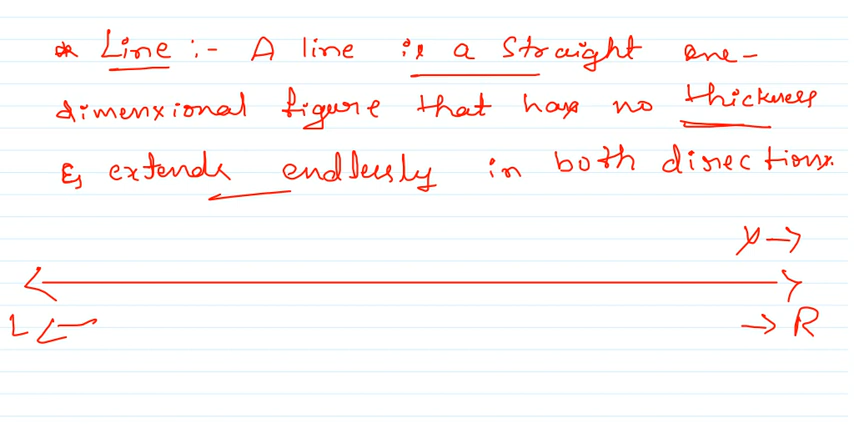 * Line :- A line is a straight one-
dimensional figure that has no thickness
& extends endlessly in both directions.
L
R